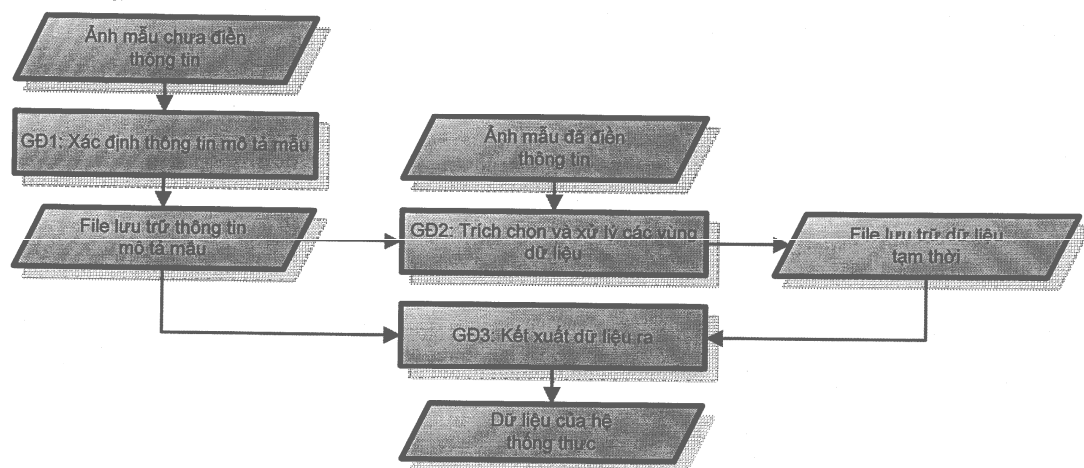 Ảnh mẫu chưa điền
thông tin
GĐ1: Xác định thông tin mô tả mẫu
Ảnh mẫu đã điền
thông tin
File lưu trữ thông tin
mô tả mẫu
GĐ2: Trích chọn và xử lý các vùng
dữ liệu
File lưu trữ dữ liệu
tạm thời
GĐ3: Kết xuất dữ liệu ra
Dữ liệu của hệ
thống thực